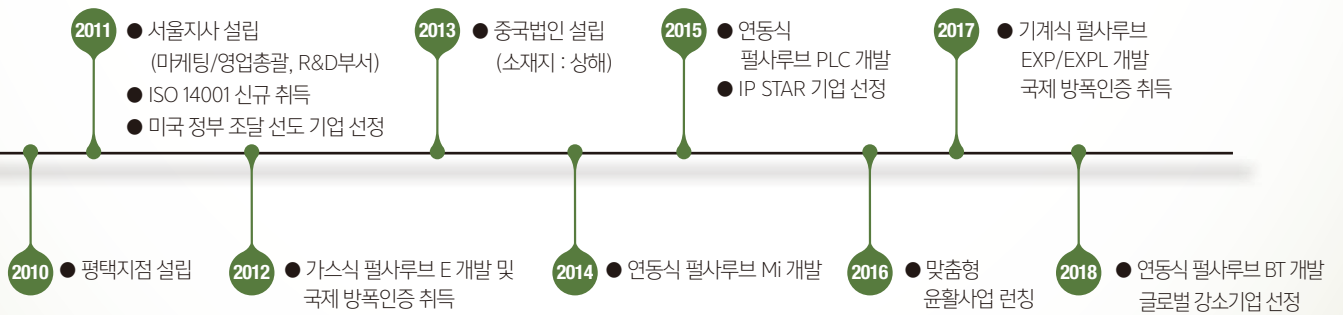 2011
● 서울지사 설립
(마케팅/영업총괄, R&D부서)
● ISO 14001 신규 취득
● 미국 정부 조달 선도 기업 선정
2013
● 중국법인 설립
(소재지 : 상해)
2015
● 연동식
펄사루브 PLC 개발
● IP STAR 기업 선정
2017
● 기계식 펄사루브
EXP/EXPL 개발
국제 방폭인증 취득
2010
● 평택지점 설립
2012
● 가스식 펄사루브 E 개발 및
국제 방폭인증 취득
2014
● 연동식 펄사루브 Mi 개발
2016
● 맞춤형
윤활사업 런칭
2018
● 연동식 펄사루브 BT 개발
글로벌 강소기업 선정